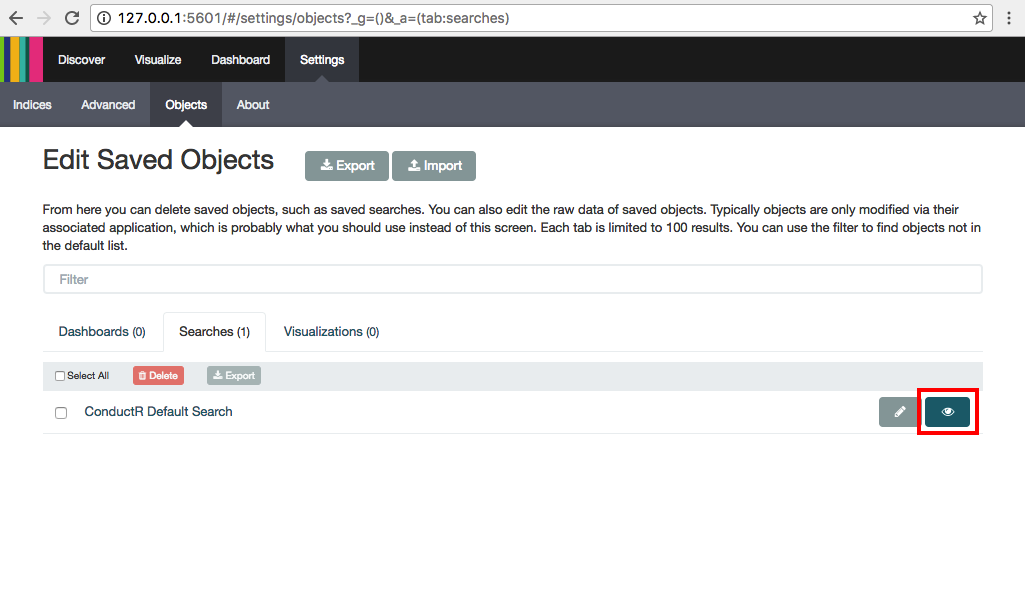 127.0.0.1:5601/#/settings/objects?_g=()&_a=(tab:searches)
Discover Visualize Dashboard Settings
Indices Advanced Objects About
Edit Saved Objects Export Import
From here you can delete saved objects, such as saved searches. You can also edit the raw data of saved objects. Typically objects are only modified via their
associated application, which is probably what you should use instead of this screen. Each tab is limited to 100 results. You can use the filter to find objects not in
the default list.
Filter
Dashboards (0) Searches (1) Visualizations (0)
Select All Delete Export
ConductR Default Search